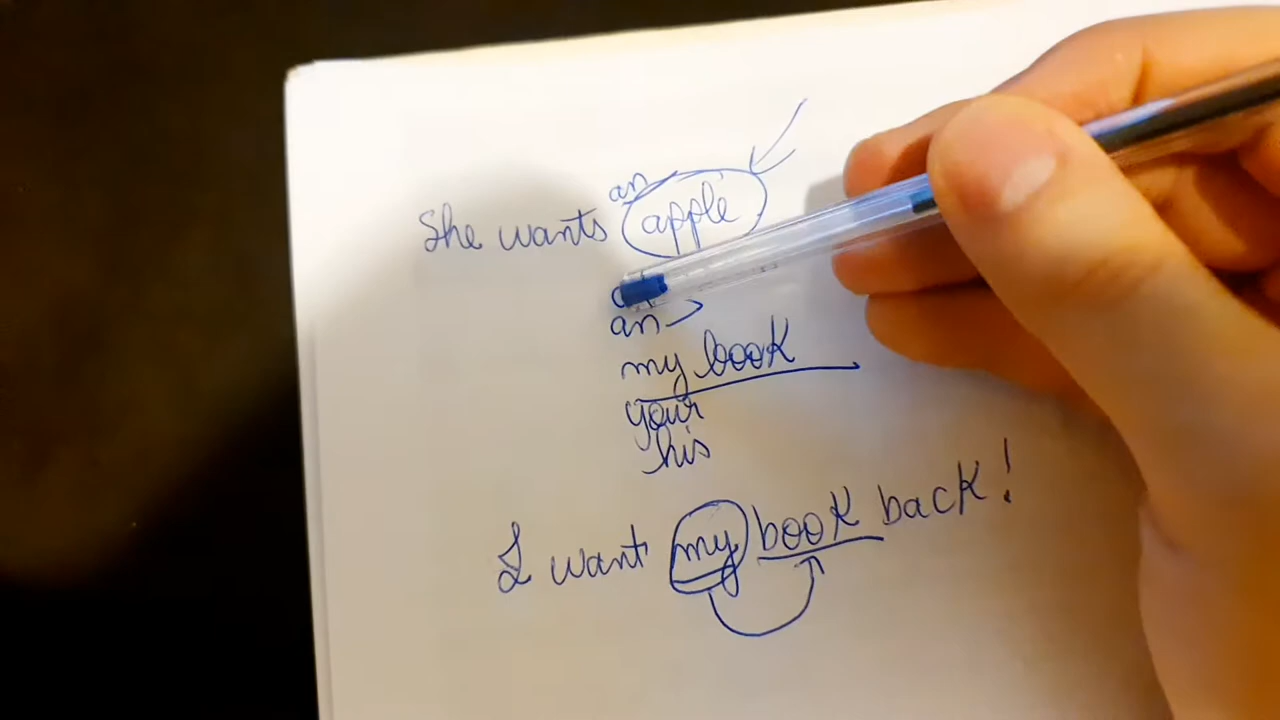 She wants an apple
an
my book
your
his
I want my book back!